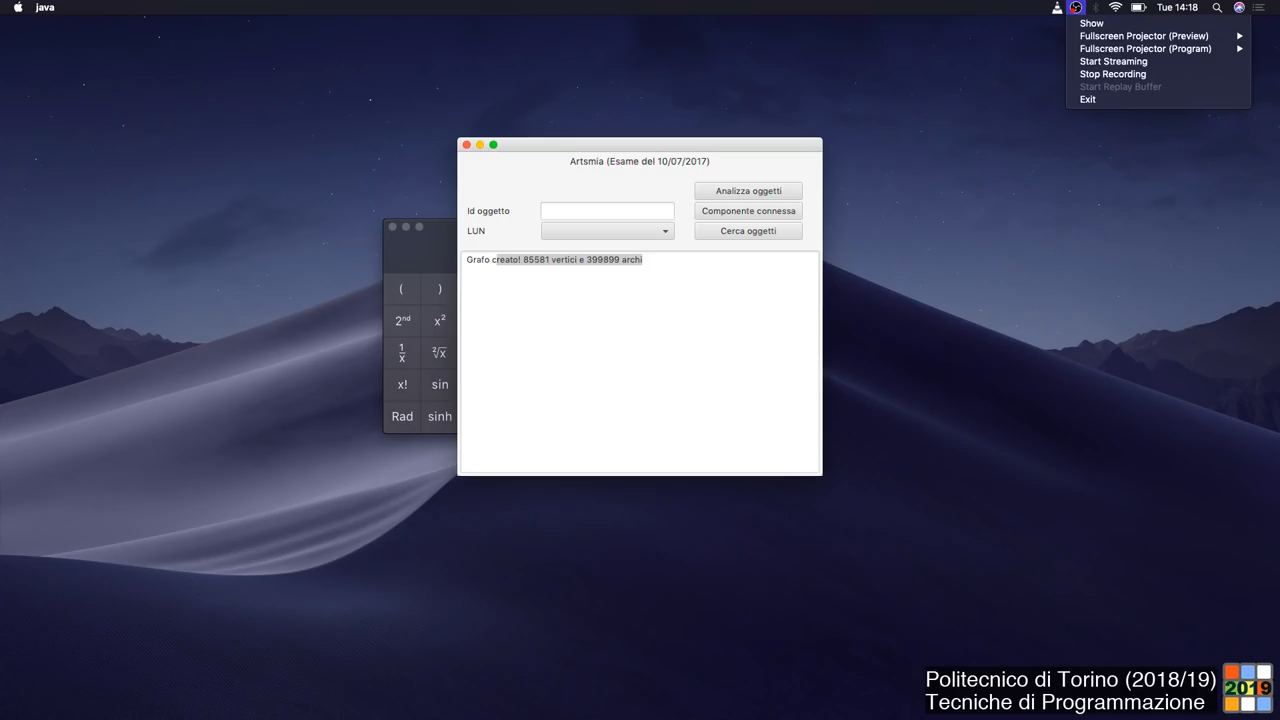 java
Tue 14:18
Show
Fullscreen Projector (Preview)
Fullscreen Projector (Program)
Start Streaming
Stop Recording
Start Replay Buffer
Exit
Artsmia (Esame del 10/07/2017)
Analizza oggetti
Id oggetto
Componente connessa
LUN
Cerca oggetti
Grafo creato! 85581 vertici e 399899 archi
( )
2nd x²
1/x ²√x
x! sin
Rad sinh
Politecnico di Torino (2018/19)
Tecniche di Programmazione
2019